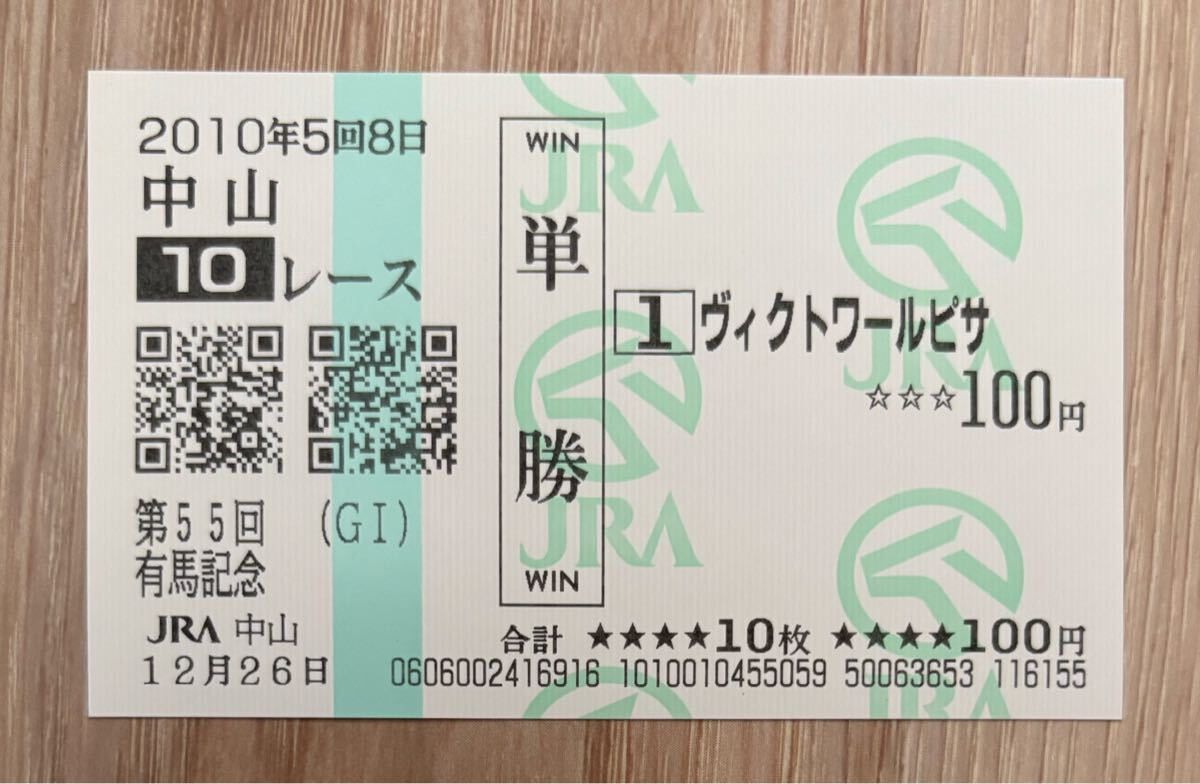 2010年5回8日
中山
10レース
第55回 (GI)
有馬記念
JRA 中山
12月26日
WIN
単勝
WIN
1 ヴィクトワールピサ
☆☆☆100円
合計 ★★★★10枚 ★★★★100円
0606002416916 1010010455059 50063653 116155
JRA
JRA
JRA
JRA